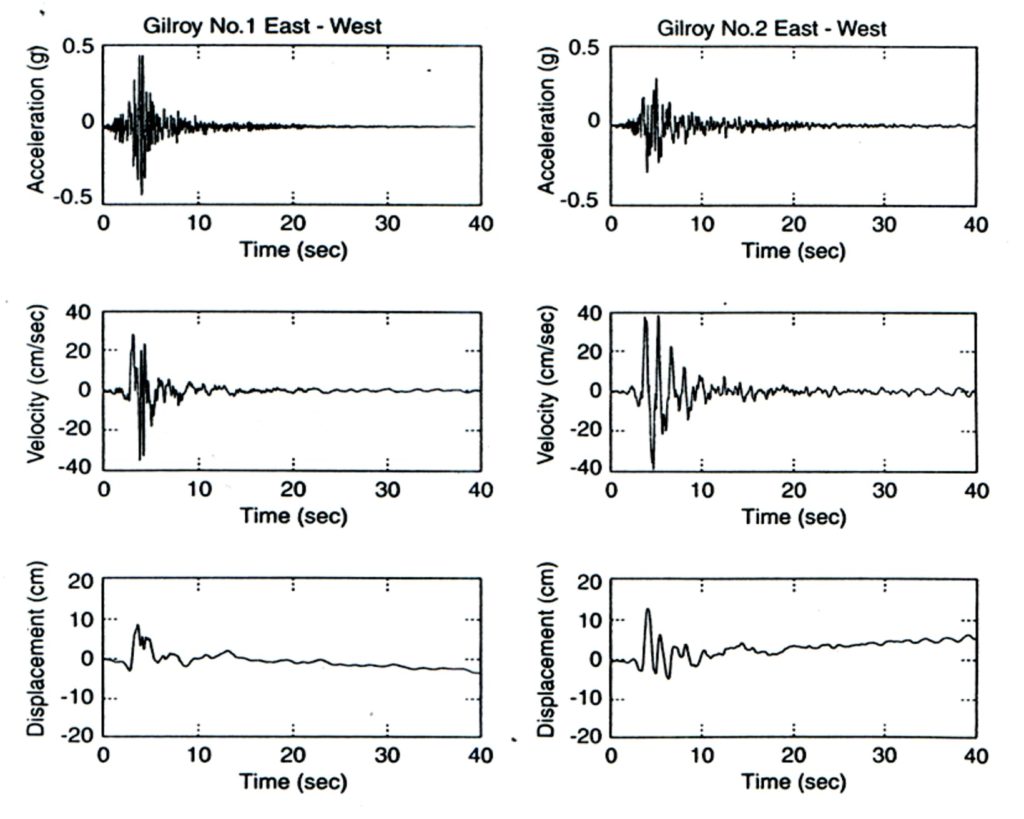 Gilroy No.1 East - West
0.5
0
-0.5
Acceleration (g)
0 10 20 30 40
Time (sec)
Gilroy No.2 East - West
0.5
0
-0.5
Acceleration (g)
0 10 20 30 40
Time (sec)
40
20
0
-20
-40
Velocity (cm/sec)
0 10 20 30 40
Time (sec)
40
20
0
-20
-40
Velocity (cm/sec)
0 10 20 30 40
Time (sec)
20
10
0
-10
-20
Displacement (cm)
0 10 20 30 40
Time (sec)
20
10
0
-10
-20
Displacement (cm)
0 10 20 30 40
Time (sec)